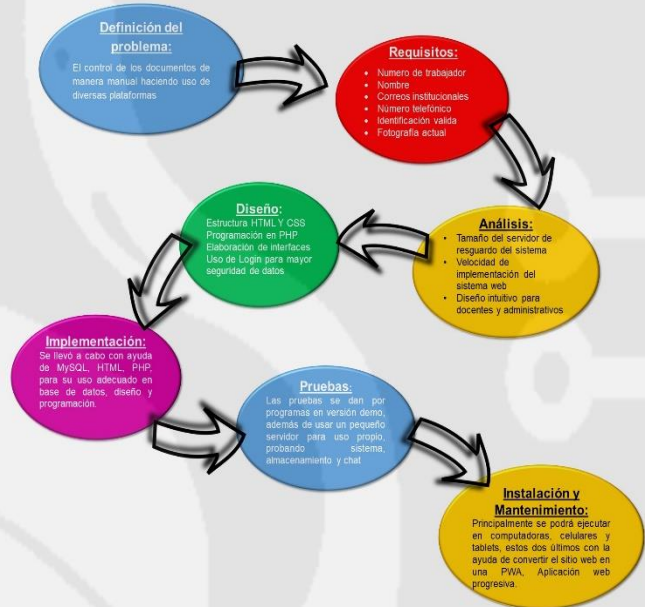 Definición del
problema:
El control de los documentos de
manera manual haciendo uso de
diversas plataformas
Requisitos:
• Numero de trabajador
• Nombre
• Correos institucionales
• Número telefónico
• Identificación valida
• Fotografía actual
Análisis:
• Tamaño del servidor de
resguardo del sistema
• Velocidad de
implementación del
sistema web
• Diseño intuitivo para
docentes y administrativos
Diseño:
Estructura HTML Y CSS
Programación en PHP
Elaboración de interfaces
Uso de Login para mayor
seguridad de datos
Implementación:
Se llevó a cabo con ayuda
de MySQL, HTML, PHP,
para su uso adecuado en
base de datos, diseño y
programación.
Pruebas:
Las pruebas se dan por
programas en versión demo,
además de usar un pequeño
servidor para uso propio,
probando sistema,
almacenamiento y chat
Instalación y
Mantenimiento:
Principalmente se podrá ejecutar
en computadoras, celulares y
tablets, estos dos últimos con la
ayuda de convertir el sitio web en
una PWA, Aplicación web
progresiva.